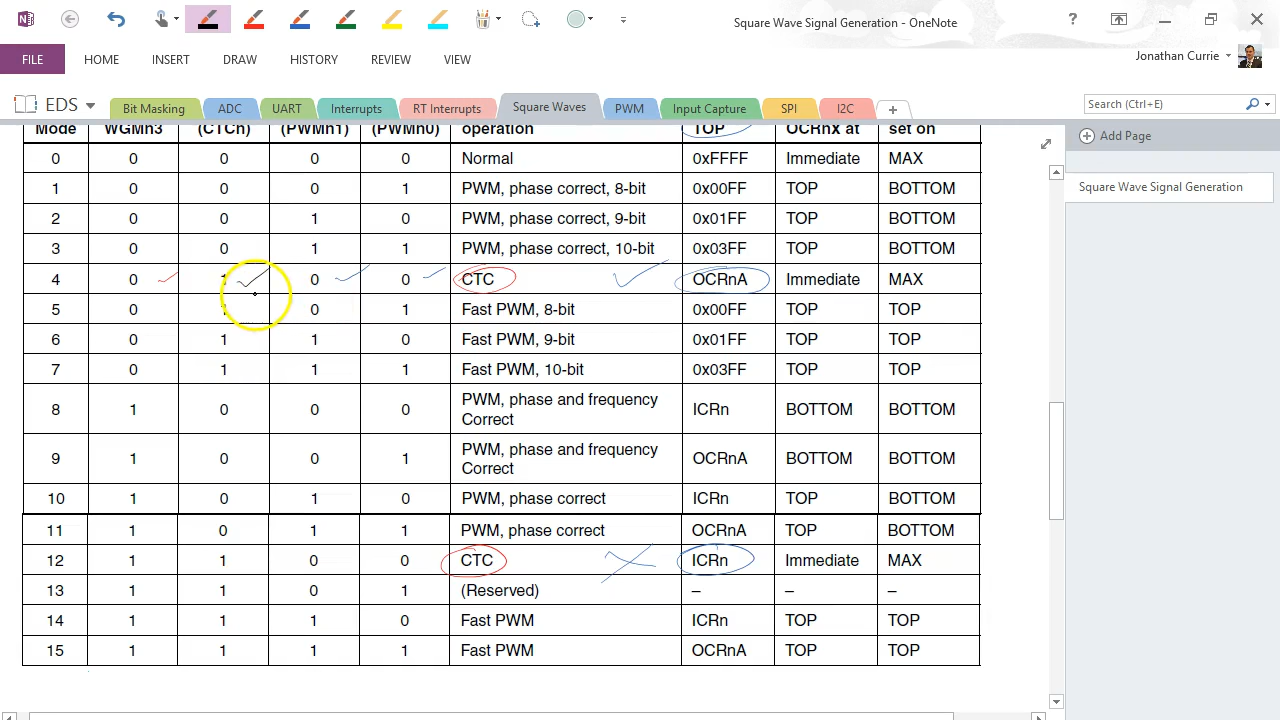 Square Wave Signal Generation - OneNote
?
FILE HOME INSERT DRAW HISTORY REVIEW VIEW
Jonathan Currie
EDS Bit Masking ADC UART Interrupts RT Interrupts Square Waves PWM Input Capture SPI I2C
Search (Ctrl+E)
Add Page
Square Wave Signal Generation
Mode WGMn3 (CTCn) (PWMn1) (PWMn0) operation TOP OCRnX at set on
0 0 0 0 0 Normal 0xFFFF Immediate MAX
1 0 0 0 1 PWM, phase correct, 8-bit 0x00FF TOP BOTTOM
2 0 0 1 0 PWM, phase correct, 9-bit 0x01FF TOP BOTTOM
3 0 0 1 1 PWM, phase correct, 10-bit 0x03FF TOP BOTTOM
4 0 1 0 0 CTC OCRnA Immediate MAX
5 0 1 0 1 Fast PWM, 8-bit 0x00FF TOP TOP
6 0 1 1 0 Fast PWM, 9-bit 0x01FF TOP TOP
7 0 1 1 1 Fast PWM, 10-bit 0x03FF TOP TOP
8 1 0 0 0 PWM, phase and frequency Correct ICRn BOTTOM BOTTOM
9 1 0 0 1 PWM, phase and frequency Correct OCRnA BOTTOM BOTTOM
10 1 0 1 0 PWM, phase correct ICRn TOP BOTTOM
11 1 0 1 1 PWM, phase correct OCRnA TOP BOTTOM
12 1 1 0 0 CTC ICRn Immediate MAX
13 1 1 0 1 (Reserved) – – –
14 1 1 1 0 Fast PWM ICRn TOP TOP
15 1 1 1 1 Fast PWM OCRnA TOP TOP